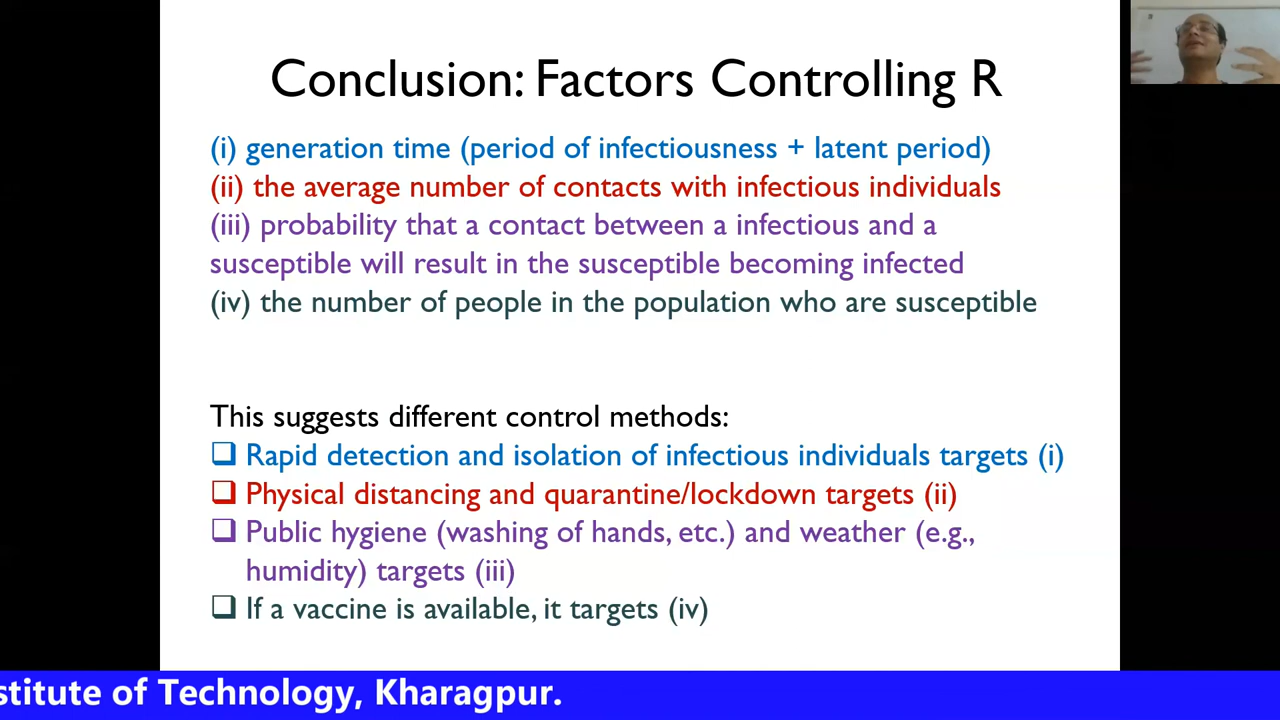 Conclusion: Factors Controlling R
(i) generation time (period of infectiousness + latent period)
(ii) the average number of contacts with infectious individuals
(iii) probability that a contact between a infectious and a
susceptible will result in the susceptible becoming infected
(iv) the number of people in the population who are susceptible
This suggests different control methods:
Rapid detection and isolation of infectious individuals targets (i)
Physical distancing and quarantine/lockdown targets (ii)
Public hygiene (washing of hands, etc.) and weather (e.g.,
humidity) targets (iii)
If a vaccine is available, it targets (iv)
stitute of Technology, Kharagpur.